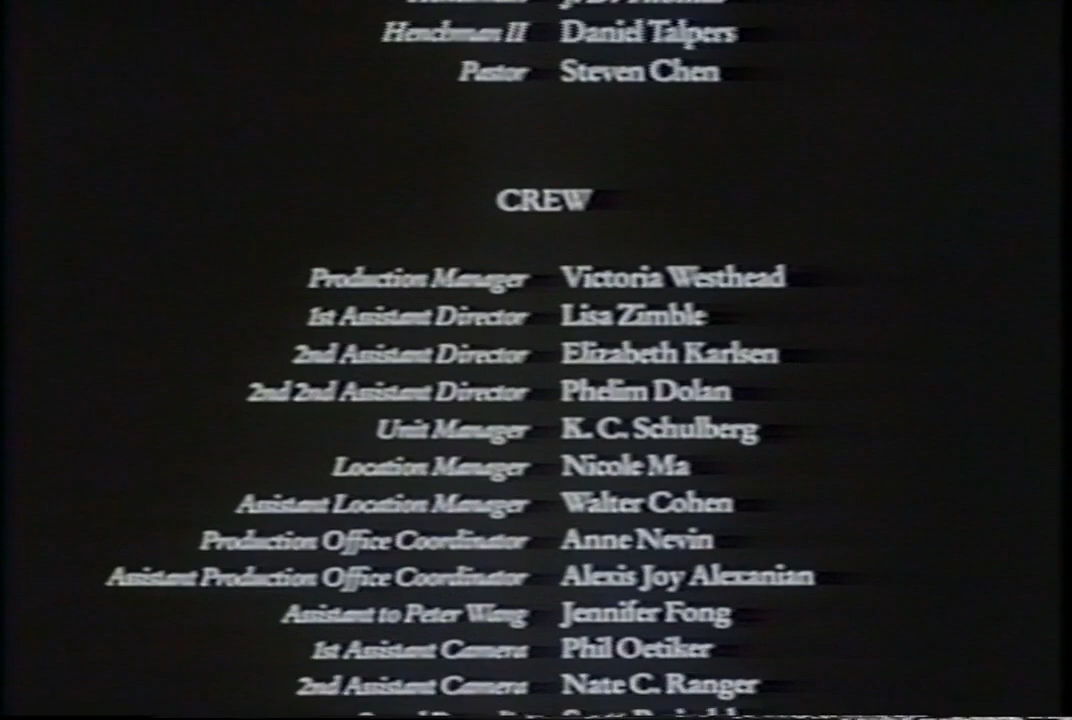 Henchman II Daniel Talpers
Pastor Steven Chen
CREW
Production Manager Victoria Westhead
1st Assistant Director Lisa Zimble
2nd Assistant Director Elizabeth Karlsen
2nd 2nd Assistant Director Phelim Dolan
Unit Manager K. C. Schulberg
Location Manager Nicole Ma
Assistant Location Manager Walter Cohen
Production Office Coordinator Anne Nevin
Assistant Production Office Coordinator Alexis Joy Alexanian
Assistant to Peter Wang Jennifer Fong
1st Assistant Camera Phil Oetiker
2nd Assistant Camera Nate C. Ranger